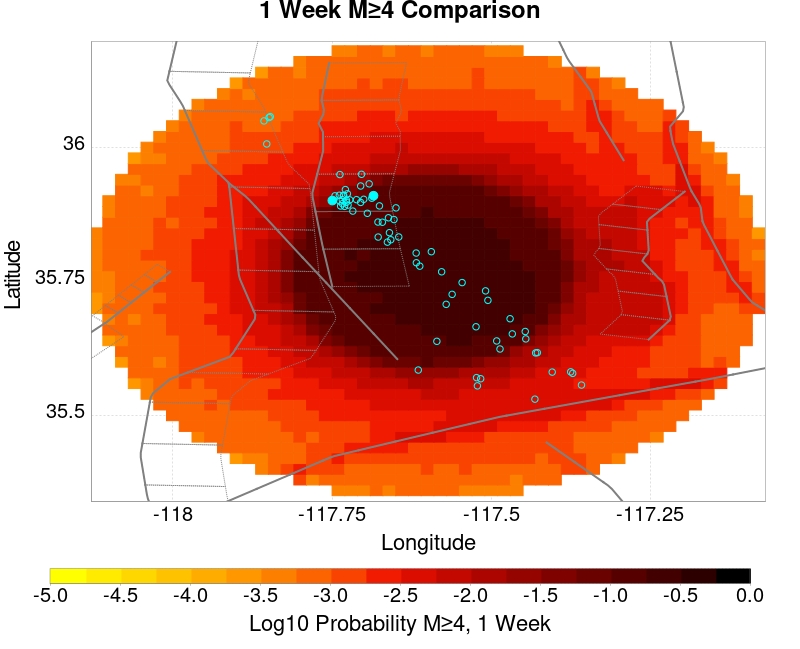 1 Week M≥4 Comparison
36
35.75
35.5
Latitude
-118
-117.75
-117.5
-117.25
Longitude
-5.0 -4.5 -4.0 -3.5 -3.0 -2.5 -2.0 -1.5 -1.0 -0.5 0.0
Log10 Probability M≥4, 1 Week